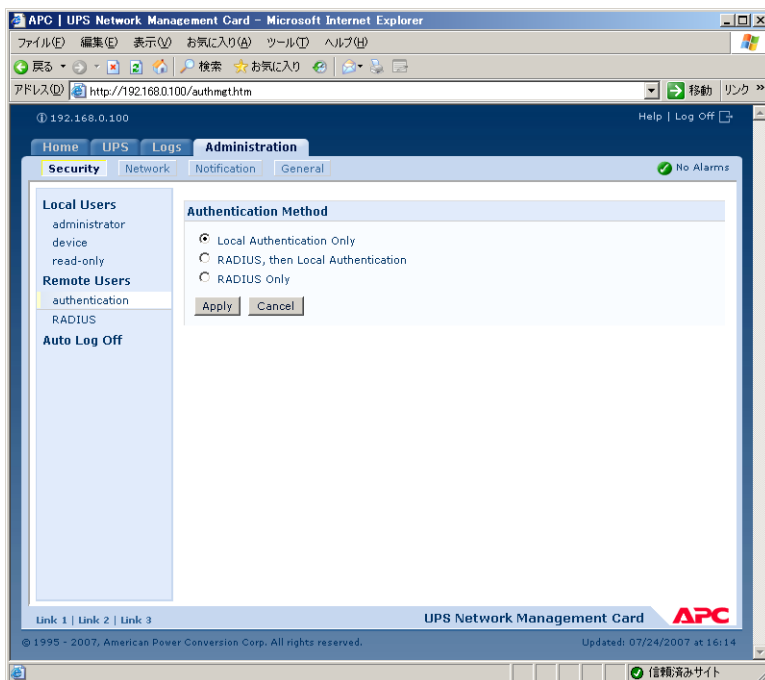 APC | UPS Network Management Card - Microsoft Internet Explorer
ファイル(F) 編集(E) 表示(V) お気に入り(A) ツール(T) ヘルプ(H)
戻る 検索 お気に入り
アドレス(D) http://192.168.0.100/authmgt.htm 移動 リンク »
192.168.0.100 Help | Log Off
Home UPS Logs Administration
Security Network Notification General No Alarms
Local Users
administrator
device
read-only
Remote Users
authentication
RADIUS
Auto Log Off
Authentication Method
Local Authentication Only
RADIUS, then Local Authentication
RADIUS Only
Apply Cancel
Link 1 | Link 2 | Link 3 UPS Network Management Card APC
© 1995 - 2007, American Power Conversion Corp. All rights reserved. Updated: 07/24/2007 at 16:14
信頼済みサイト